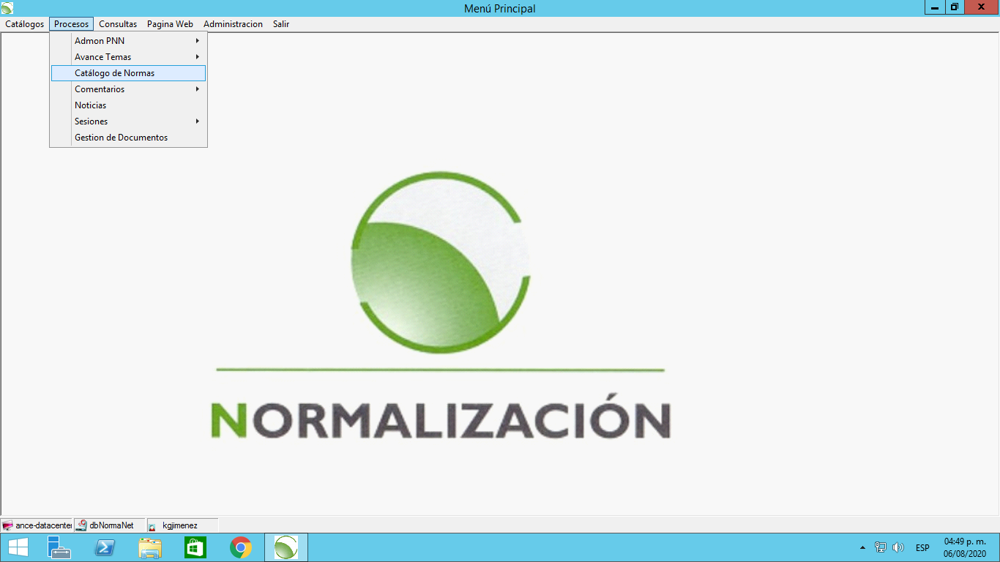 Menú Principal
Catálogos Procesos Consultas Pagina Web Administracion Salir
Admon PNN
Avance Temas
Catálogo de Normas
Comentarios
Noticias
Sesiones
Gestion de Documentos
NORMALIZACIÓN
ance-datacenter dbNormaNet kgjimenez
ESP
04:49 p. m.
06/08/2020